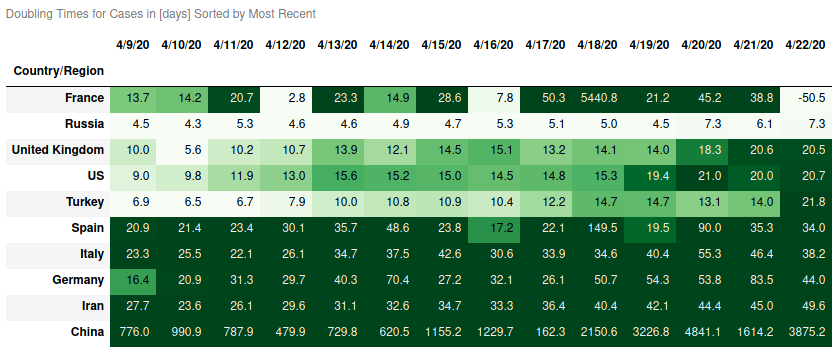 Doubling Times for Cases in [days] Sorted by Most Recent
4/9/20 4/10/20 4/11/20 4/12/20 4/13/20 4/14/20 4/15/20 4/16/20 4/17/20 4/18/20 4/19/20 4/20/20 4/21/20 4/22/20
Country/Region
France 13.7 14.2 20.7 2.8 23.3 14.9 28.6 7.8 50.3 5440.8 21.2 45.2 38.8 -50.5
Russia 4.5 4.3 5.3 4.6 4.6 4.9 4.7 5.3 5.1 5.0 4.5 7.3 6.1 7.3
United Kingdom 10.0 5.6 10.2 10.7 13.9 12.1 14.5 15.1 13.2 14.1 14.0 18.3 20.6 20.5
US 9.0 9.8 11.9 13.0 15.6 15.2 15.0 14.5 14.8 15.3 19.4 21.0 20.0 20.7
Turkey 6.9 6.5 6.7 7.9 10.0 10.8 10.9 10.4 12.2 14.7 14.7 13.1 14.0 21.8
Spain 20.9 21.4 23.4 30.1 35.7 48.6 23.8 17.2 22.1 149.5 19.5 90.0 35.3 34.0
Italy 23.3 25.5 22.1 26.1 34.7 37.5 42.6 30.6 33.9 34.6 40.4 55.3 46.4 38.2
Germany 16.4 20.9 31.3 29.7 40.3 70.4 27.2 32.1 26.1 50.7 54.3 53.8 83.5 44.0
Iran 27.7 23.6 26.1 29.6 31.1 32.6 34.7 33.3 36.4 40.4 42.1 44.4 45.0 49.6
China 776.0 990.9 787.9 479.9 729.8 620.5 1155.2 1229.7 162.3 2150.6 3226.8 4841.1 1614.2 3875.2